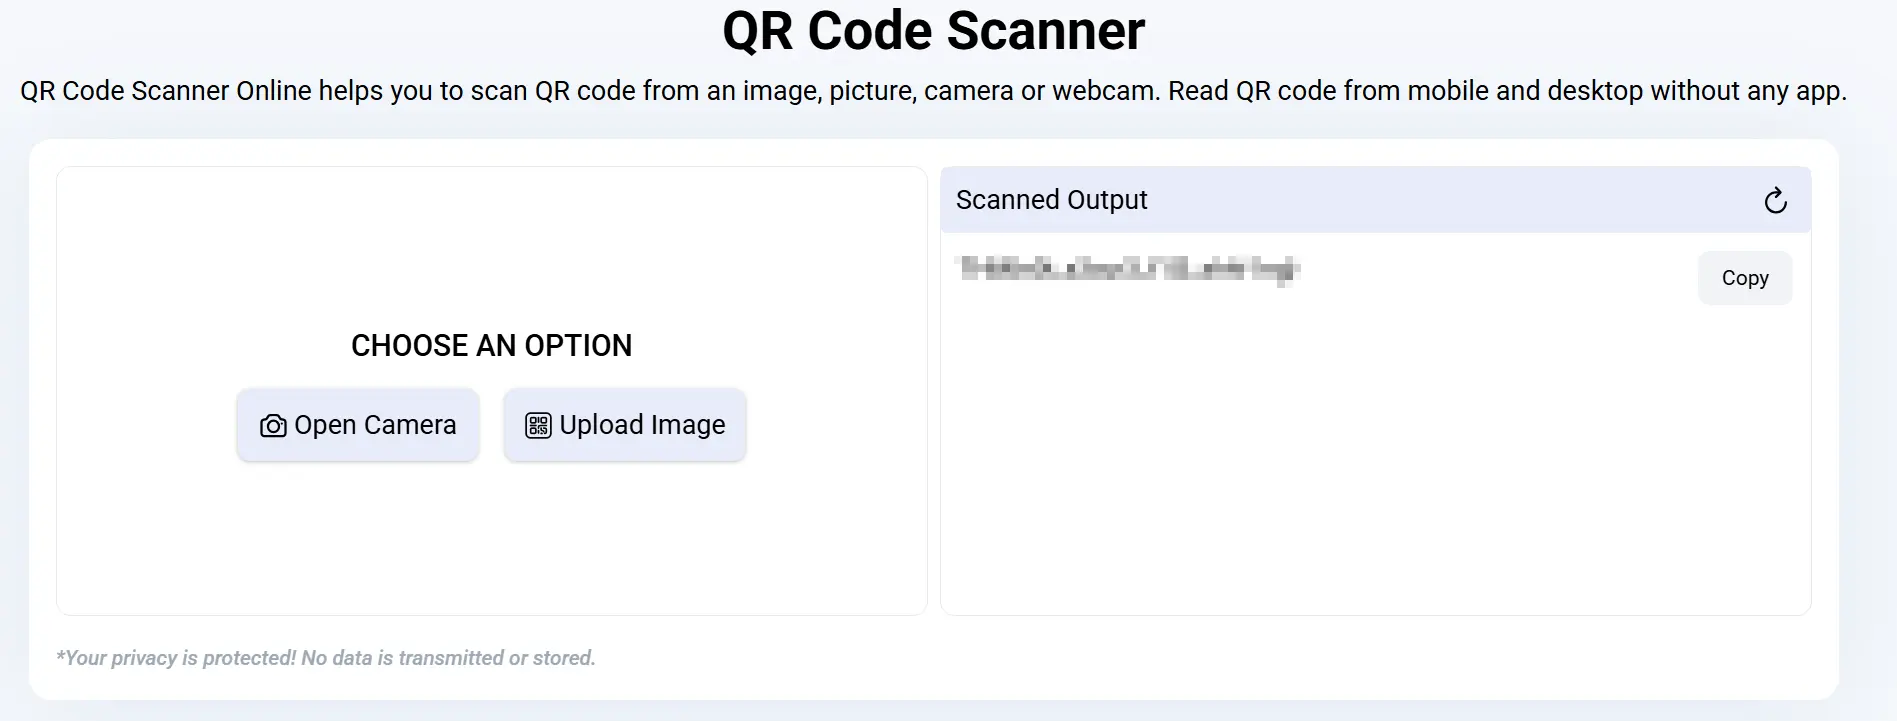 QR Code Scanner
QR Code Scanner Online helps you to scan QR code from an image, picture, camera or webcam. Read QR code from mobile and desktop without any app.
Scanned Output
Copy
CHOOSE AN OPTION
Open Camera
Upload Image
*Your privacy is protected! No data is transmitted or stored.